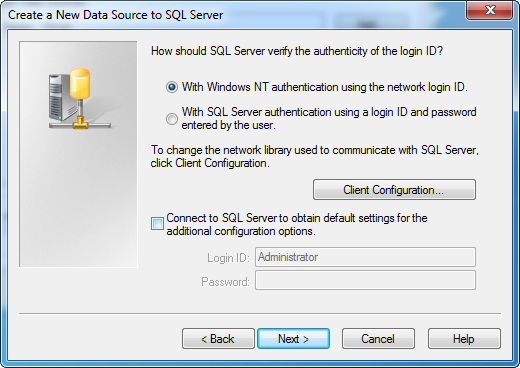 Create a New Data Source to SQL Server
How should SQL Server verify the authenticity of the login ID?
With Windows NT authentication using the network login ID.
With SQL Server authentication using a login ID and password
entered by the user.
To change the network library used to communicate with SQL Server,
click Client Configuration.
Client Configuration...
Connect to SQL Server to obtain default settings for the
additional configuration options.
Login ID: Administrator
Password:
< Back Next > Cancel Help